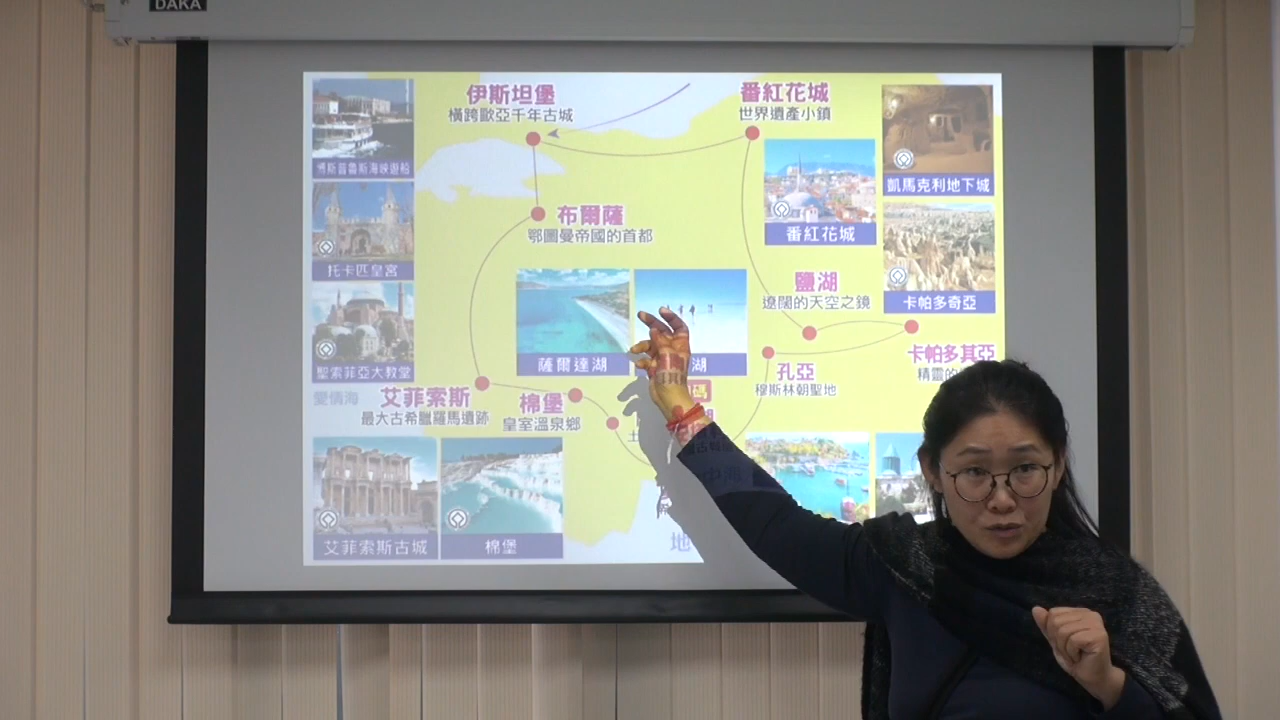 DAKA
伊斯坦堡
橫跨歐亞千年古城
番紅花城
世界遺產小鎮
博斯普魯斯海峽遊船
凱馬克利地下城
布爾薩
鄂圖曼帝國的首都
番紅花城
托卡匹皇宮
鹽湖
遼闊的天空之鏡
卡帕多奇亞
薩爾達湖
湖
卡帕多其亞
精靈的
聖索菲亞大教堂
孔亞
穆斯林朝聖地
愛情海
艾菲索斯
最大古希臘羅馬遺跡
棉堡
皇室溫泉鄉
碼
湖
土
地
艾菲索斯古城
棉堡